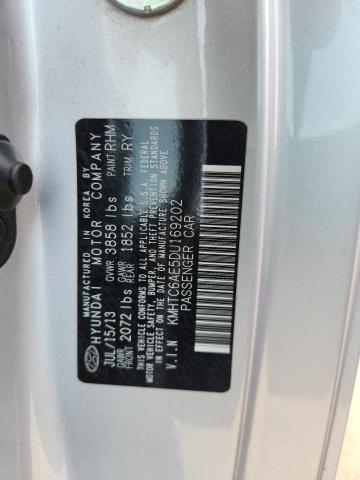 MANUFACTURED IN KOREA BY
HYUNDAI MOTOR COMPANY
JUL/15/13 GVWR 3858 lbs PAINT RHM
GAWR FRONT 2072 lbs GAWR REAR 1852 lbs TRIM RY
THIS VEHICLE CONFORMS TO ALL APPLICABLE U.S.A FEDERAL
MOTOR VEHICLE SAFETY, BUMPER, AND THEFT PREVENTION
STANDARDS IN EFFECT ON THE DATE OF MANUFACTURE
SHOWN ABOVE.
V.I.N KMHTC6AE5DU169202
PASSENGER CAR